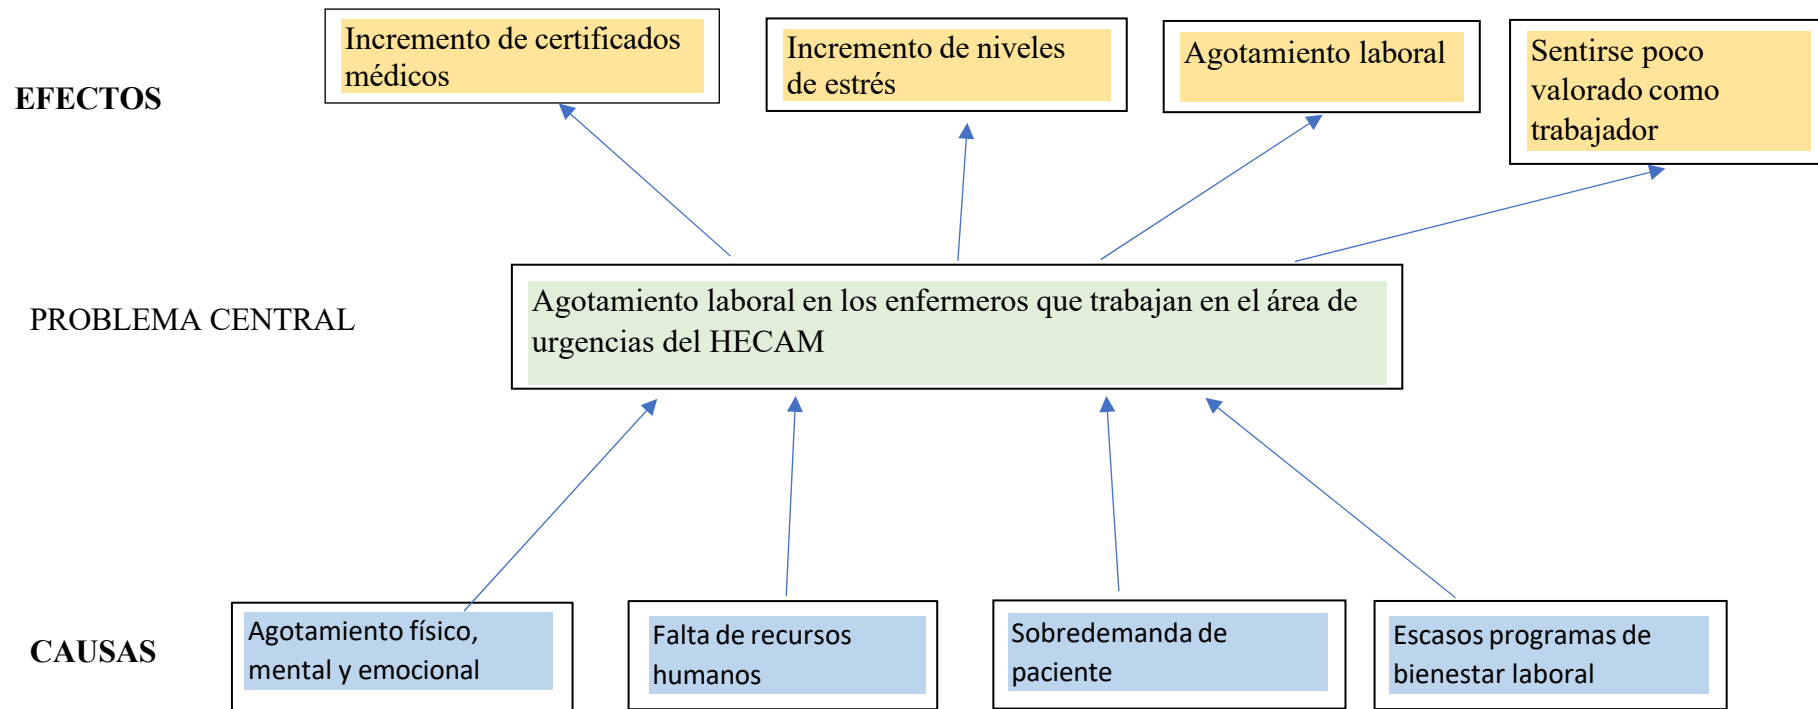 EFECTOS
Incremento de certificados
médicos
Incremento de niveles
de estrés
Agotamiento laboral
Sentirse poco
valorado como
trabajador
PROBLEMA CENTRAL
Agotamiento laboral en los enfermeros que trabajan en el área de
urgencias del HECAM
CAUSAS
Agotamiento físico,
mental y emocional
Falta de recursos
humanos
Sobredemanda de
paciente
Escasos programas de
bienestar laboral